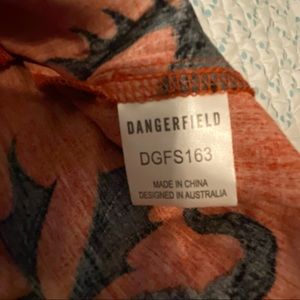 DANGERFIELD
DGFS163
MADE IN CHINA
DESIGNED IN AUSTRALIA